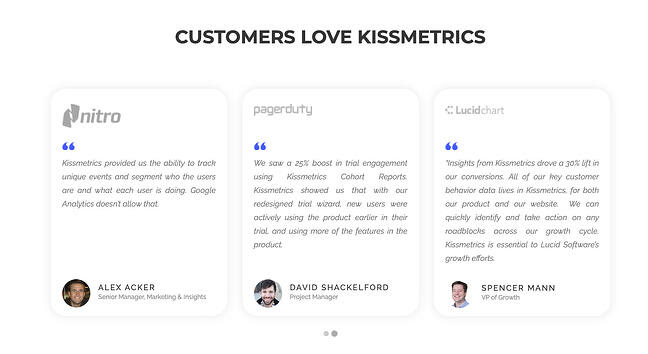 CUSTOMERS LOVE KISSMETRICS
nitro
Kissmetrics provided us the ability to track
unique events and segment who the users
are and what each user is doing. Google
Analytics doesn't allow that.
ALEX ACKER
Senior Manager, Marketing & Insights
pagerduty
We saw a 25% boost in trial engagement
using Kissmetrics Cohort Reports.
Kissmetrics showed us that with our
redesigned trial wizard, new users were
actively using the product earlier in their
trial, and using more of the features in the
product.
DAVID SHACKELFORD
Project Manager
Lucidchart
"Insights from Kissmetrics drove a 30% lift in
our conversions. All of our key customer
behavior data lives in Kissmetrics, for both
our product and our website. We can
quickly identify and take action on any
roadblocks across our growth cycle.
Kissmetrics is essential to Lucid Software's
growth efforts.
SPENCER MANN
VP of Growth